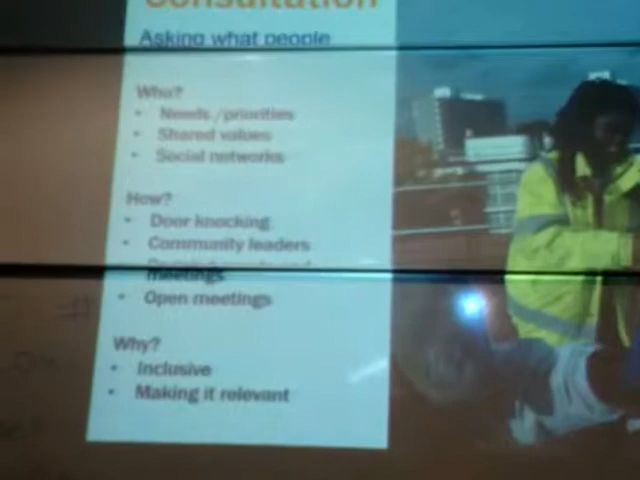 Consultation
Asking what people
Who?
• Needs / priorities
• Shared values
• Social networks
How?
• Door knocking
• Community leaders
meetings
• Open meetings
Why?
• Inclusive
• Making it relevant